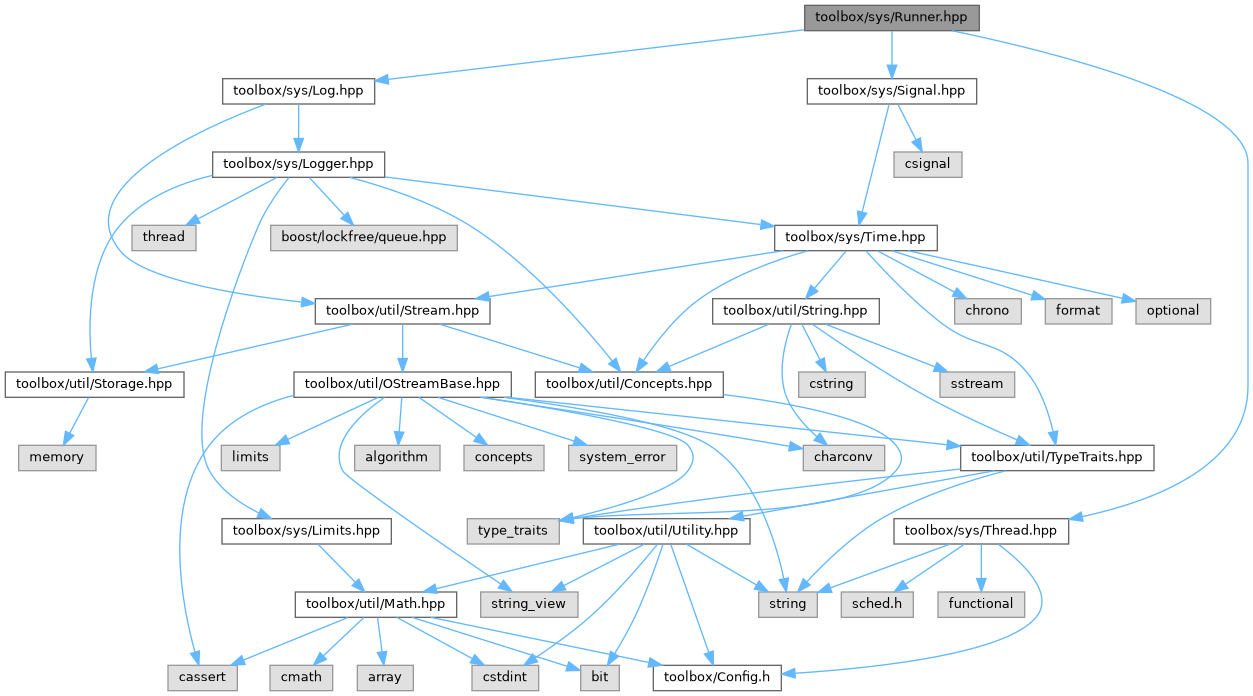 toolbox/sys/Runner.hpp
toolbox/sys/Log.hpp
toolbox/sys/Signal.hpp
toolbox/sys/Logger.hpp
csignal
thread
boost/lockfree/queue.hpp
toolbox/sys/Time.hpp
toolbox/util/Stream.hpp
toolbox/util/String.hpp
chrono
format
optional
toolbox/util/Storage.hpp
toolbox/util/OStreamBase.hpp
toolbox/util/Concepts.hpp
cstring
sstream
memory
limits
algorithm
concepts
system_error
charconv
toolbox/util/TypeTraits.hpp
toolbox/sys/Limits.hpp
type_traits
toolbox/util/Utility.hpp
toolbox/sys/Thread.hpp
toolbox/util/Math.hpp
string_view
string
sched.h
functional
cassert
cmath
array
cstdint
bit
toolbox/Config.h